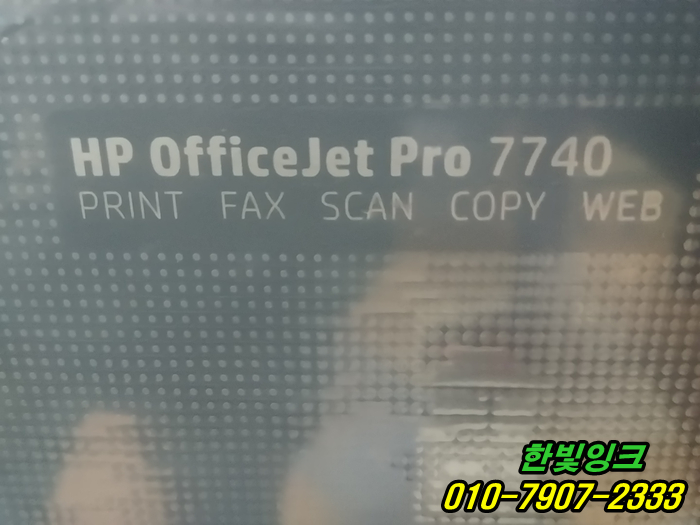 HP OfficeJet Pro 7740
PRINT FAX SCAN COPY WEB
한빛잉크
010-7907-2333